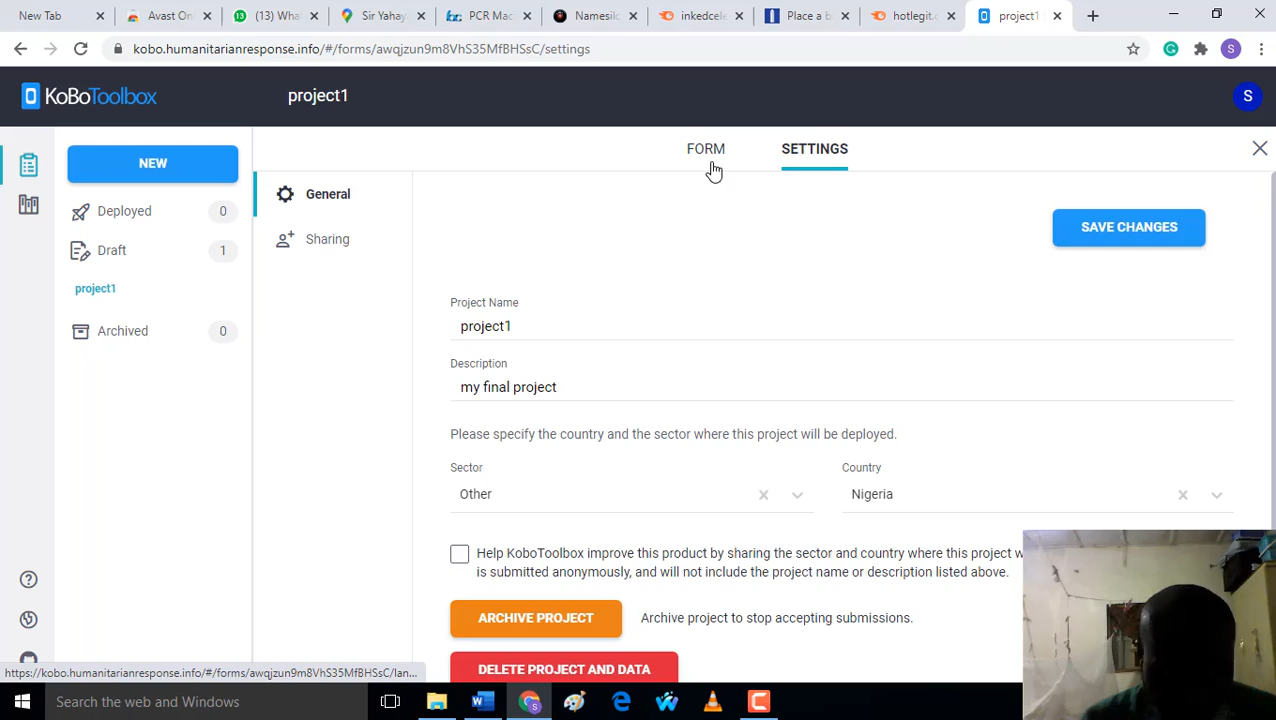 New Tab
Avast On
(13) Wha
Sir Yahay
PCR Mac
Namesilo
inkedcele
Place a b
hotlegit.c
project1
kobo.humanitarianresponse.info/#/forms/awqjzun9m8VhS35MfBHSsC/settings
S
KoBoToolbox
project1
S
NEW
FORM
SETTINGS
General
Deployed
0
SAVE CHANGES
Sharing
Draft
1
project1
Project Name
project1
Archived
0
Description
my final project
Please specify the country and the sector where this project will be deployed.
Sector
Country
Other
Nigeria
Help KoboToolbox improve this product by sharing the sector and country where this project w
is submitted anonymously, and will not include the project name or description listed above.
ARCHIVE PROJECT
Archive project to stop accepting submissions.
DELETE PROJECT AND DATA
https://kobo.humanitarianresponse.info/#/forms/awqjzun9m8VhS35MfBHSsC/lan...
Search the web and Windows